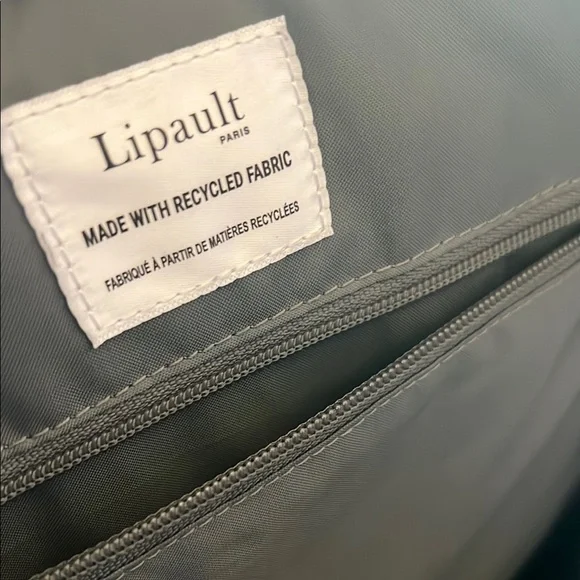 Lipault
PARIS
MADE WITH RECYCLED FABRIC
FABRIQUÉ À PARTIR DE MATIÈRES RECYCLÉES